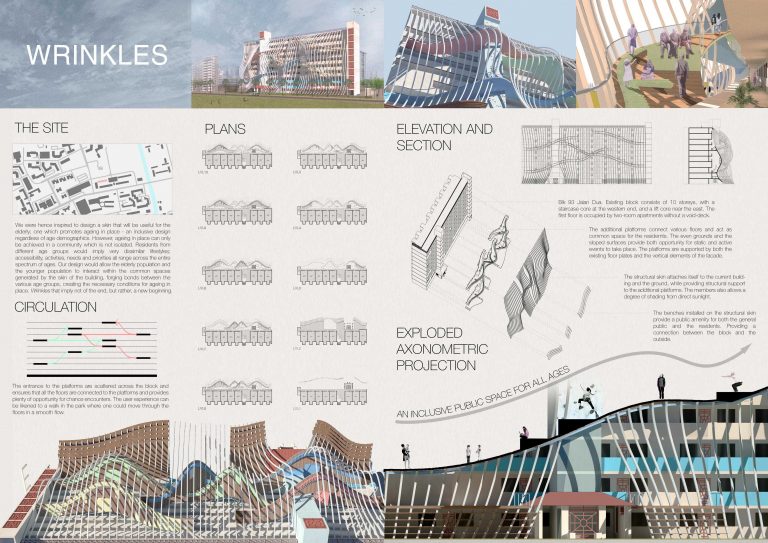 WRINKLES
THE SITE
We were hence inspired to design a skin that will be useful for the
elderly, one which promotes ageing in place - an inclusive design
regardless of age demographics. However, ageing in place can only
be achieved in a community which is not isolated. Residents from
different age groups would imply very dissimilar lifestyles:
accessibility, activities, needs and priorities all range across the entire
spectrum of ages. Our design would allow the elderly population and
the younger population to interact within the common spaces
generated by the skin of the building, forging bonds between the
various age groups, creating the necessary conditions for ageing in
place. Wrinkles that imply not of the end, but rather, a new beginning.
CIRCULATION
The entrances to the platforms are scattered across the block and
ensures that all the floors are connected to the platforms and provides
plenty of opportunity for chance encounters. The user experience can
be likened to a walk in the park where one could move through the
floors in a smooth flow.
PLANS
ELEVATION AND
SECTION
Blk 93 Jalan Dua. Existing block consists of 10 storeys, with a
staircase core at the western end, and a lift core near the east. The
first floor is occupied by two-room apartments without a void-deck.
The additional platforms connect various floors and act as
common space for the residents. The even grounds and the
sloped surfaces provide both opportunity for static and active
events to take place. The platforms are supported by both the
existing floor plates and the vertical elements of the facade.
The structural skin attaches itself to the current build-
ing and the ground, while providing structural support
to the additional platforms. The members also allows a
degree of shading from direct sunlight.
The benches installed on the structural skin
provide a public amenity for both the general
public and the residents. Providing a
connection between the block and the
outside.
EXPLODED
AXONOMETRIC
PROJECTION
AN INCLUSIVE PUBLIC SPACE FOR ALL AGES